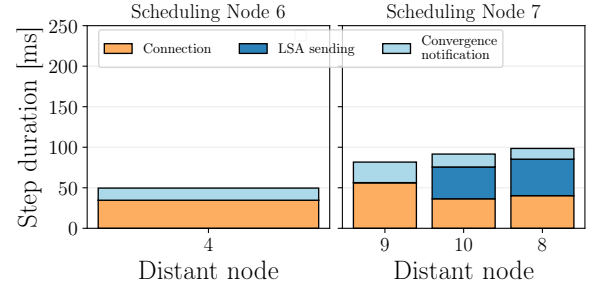 Scheduling Node 6
Scheduling Node 7
Connection
LSA sending
Convergence
notification
Step duration [ms]
250
200
150
100
50
0
4
9
10
8
Distant node
Distant node